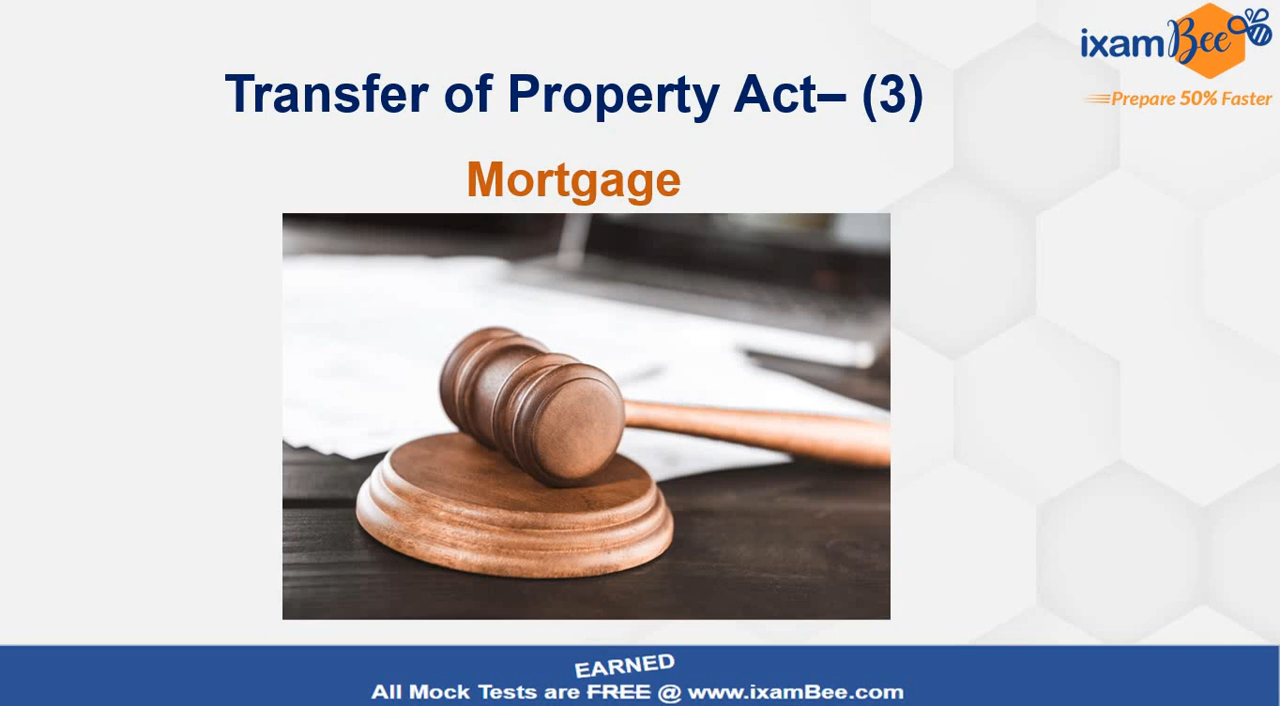 ixamBee
Prepare 50% Faster
Transfer of Property Act– (3)
Mortgage
EARNED
All Mock Tests are FREE @ www.ixamBee.com